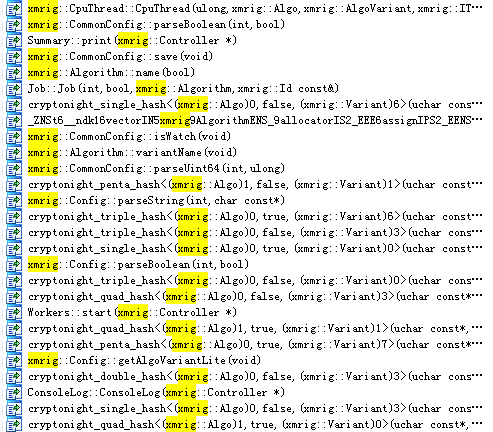 xmrig::CpuThread::CpuThread(ulong,xmrig::Algo,xmrig::AlgoVariant,xmrig::IT
xmrig::CommonConfig::parseBoolean(int,bool)
Summary::print(xmrig::Controller *)
xmrig::CommonConfig::save(void)
xmrig::Algorithm::name(bool)
Job::Job(int,bool,xmrig::Algorithm,xmrig::Id const&)
cryptonight_single_hash<(xmrig::Algo)0,false,(xmrig::Variant)6>(uchar cons…
_ZNSt6__ndk16vectorIN5xmrig9AlgorithmENS_9allocatorIS2_EEE6assignIPS2_EENS…
xmrig::CommonConfig::isWatch(void)
xmrig::Algorithm::variantName(void)
xmrig::CommonConfig::parseUint64(int,ulong)
cryptonight_penta_hash<(xmrig::Algo)1,false,(xmrig::Variant)1>(uchar const…
xmrig::Config::parseString(int,char const*)
cryptonight_triple_hash<(xmrig::Algo)0,true,(xmrig::Variant)6>(uchar const…
cryptonight_triple_hash<(xmrig::Algo)0,false,(xmrig::Variant)3>(uchar cons…
cryptonight_single_hash<(xmrig::Algo)0,true,(xmrig::Variant)0>(uchar const…
xmrig::Config::parseBoolean(int,bool)
cryptonight_triple_hash<(xmrig::Algo)0,false,(xmrig::Variant)0>(uchar cons…
cryptonight_quad_hash<(xmrig::Algo)0,false,(xmrig::Variant)3>(uchar const*…
Workers::start(xmrig::Controller *)
cryptonight_quad_hash<(xmrig::Algo)1,true,(xmrig::Variant)1>(uchar const*,…
cryptonight_penta_hash<(xmrig::Algo)0,true,(xmrig::Variant)7>(uchar const*…
xmrig::Config::getAlgoVariantLite(void)
cryptonight_double_hash<(xmrig::Algo)0,false,(xmrig::Variant)3>(uchar cons…
ConsoleLog::ConsoleLog(xmrig::Controller *)
cryptonight_single_hash<(xmrig::Algo)0,false,(xmrig::Variant)3>(uchar cons…
cryptonight_quad_hash<(xmrig::Algo)1,true,(xmrig::Variant)0>(uchar const*,…